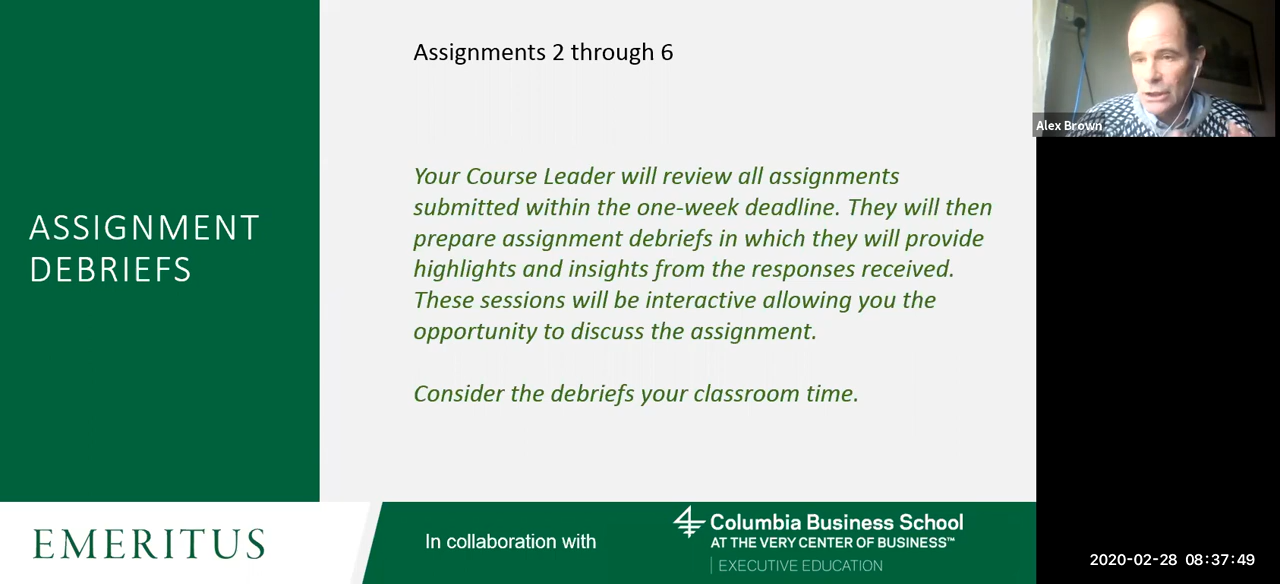 Assignments 2 through 6
ASSIGNMENT
DEBRIEFS
Your Course Leader will review all assignments
submitted within the one-week deadline. They will then
prepare assignment debriefs in which they will provide
highlights and insights from the responses received.
These sessions will be interactive allowing you the
opportunity to discuss the assignment.
Consider the debriefs your classroom time.
Alex Brown
EMERITUS
In collaboration with
Columbia Business School
AT THE VERY CENTER OF BUSINESS™
EXECUTIVE EDUCATION
2020-02-28 08:37:49